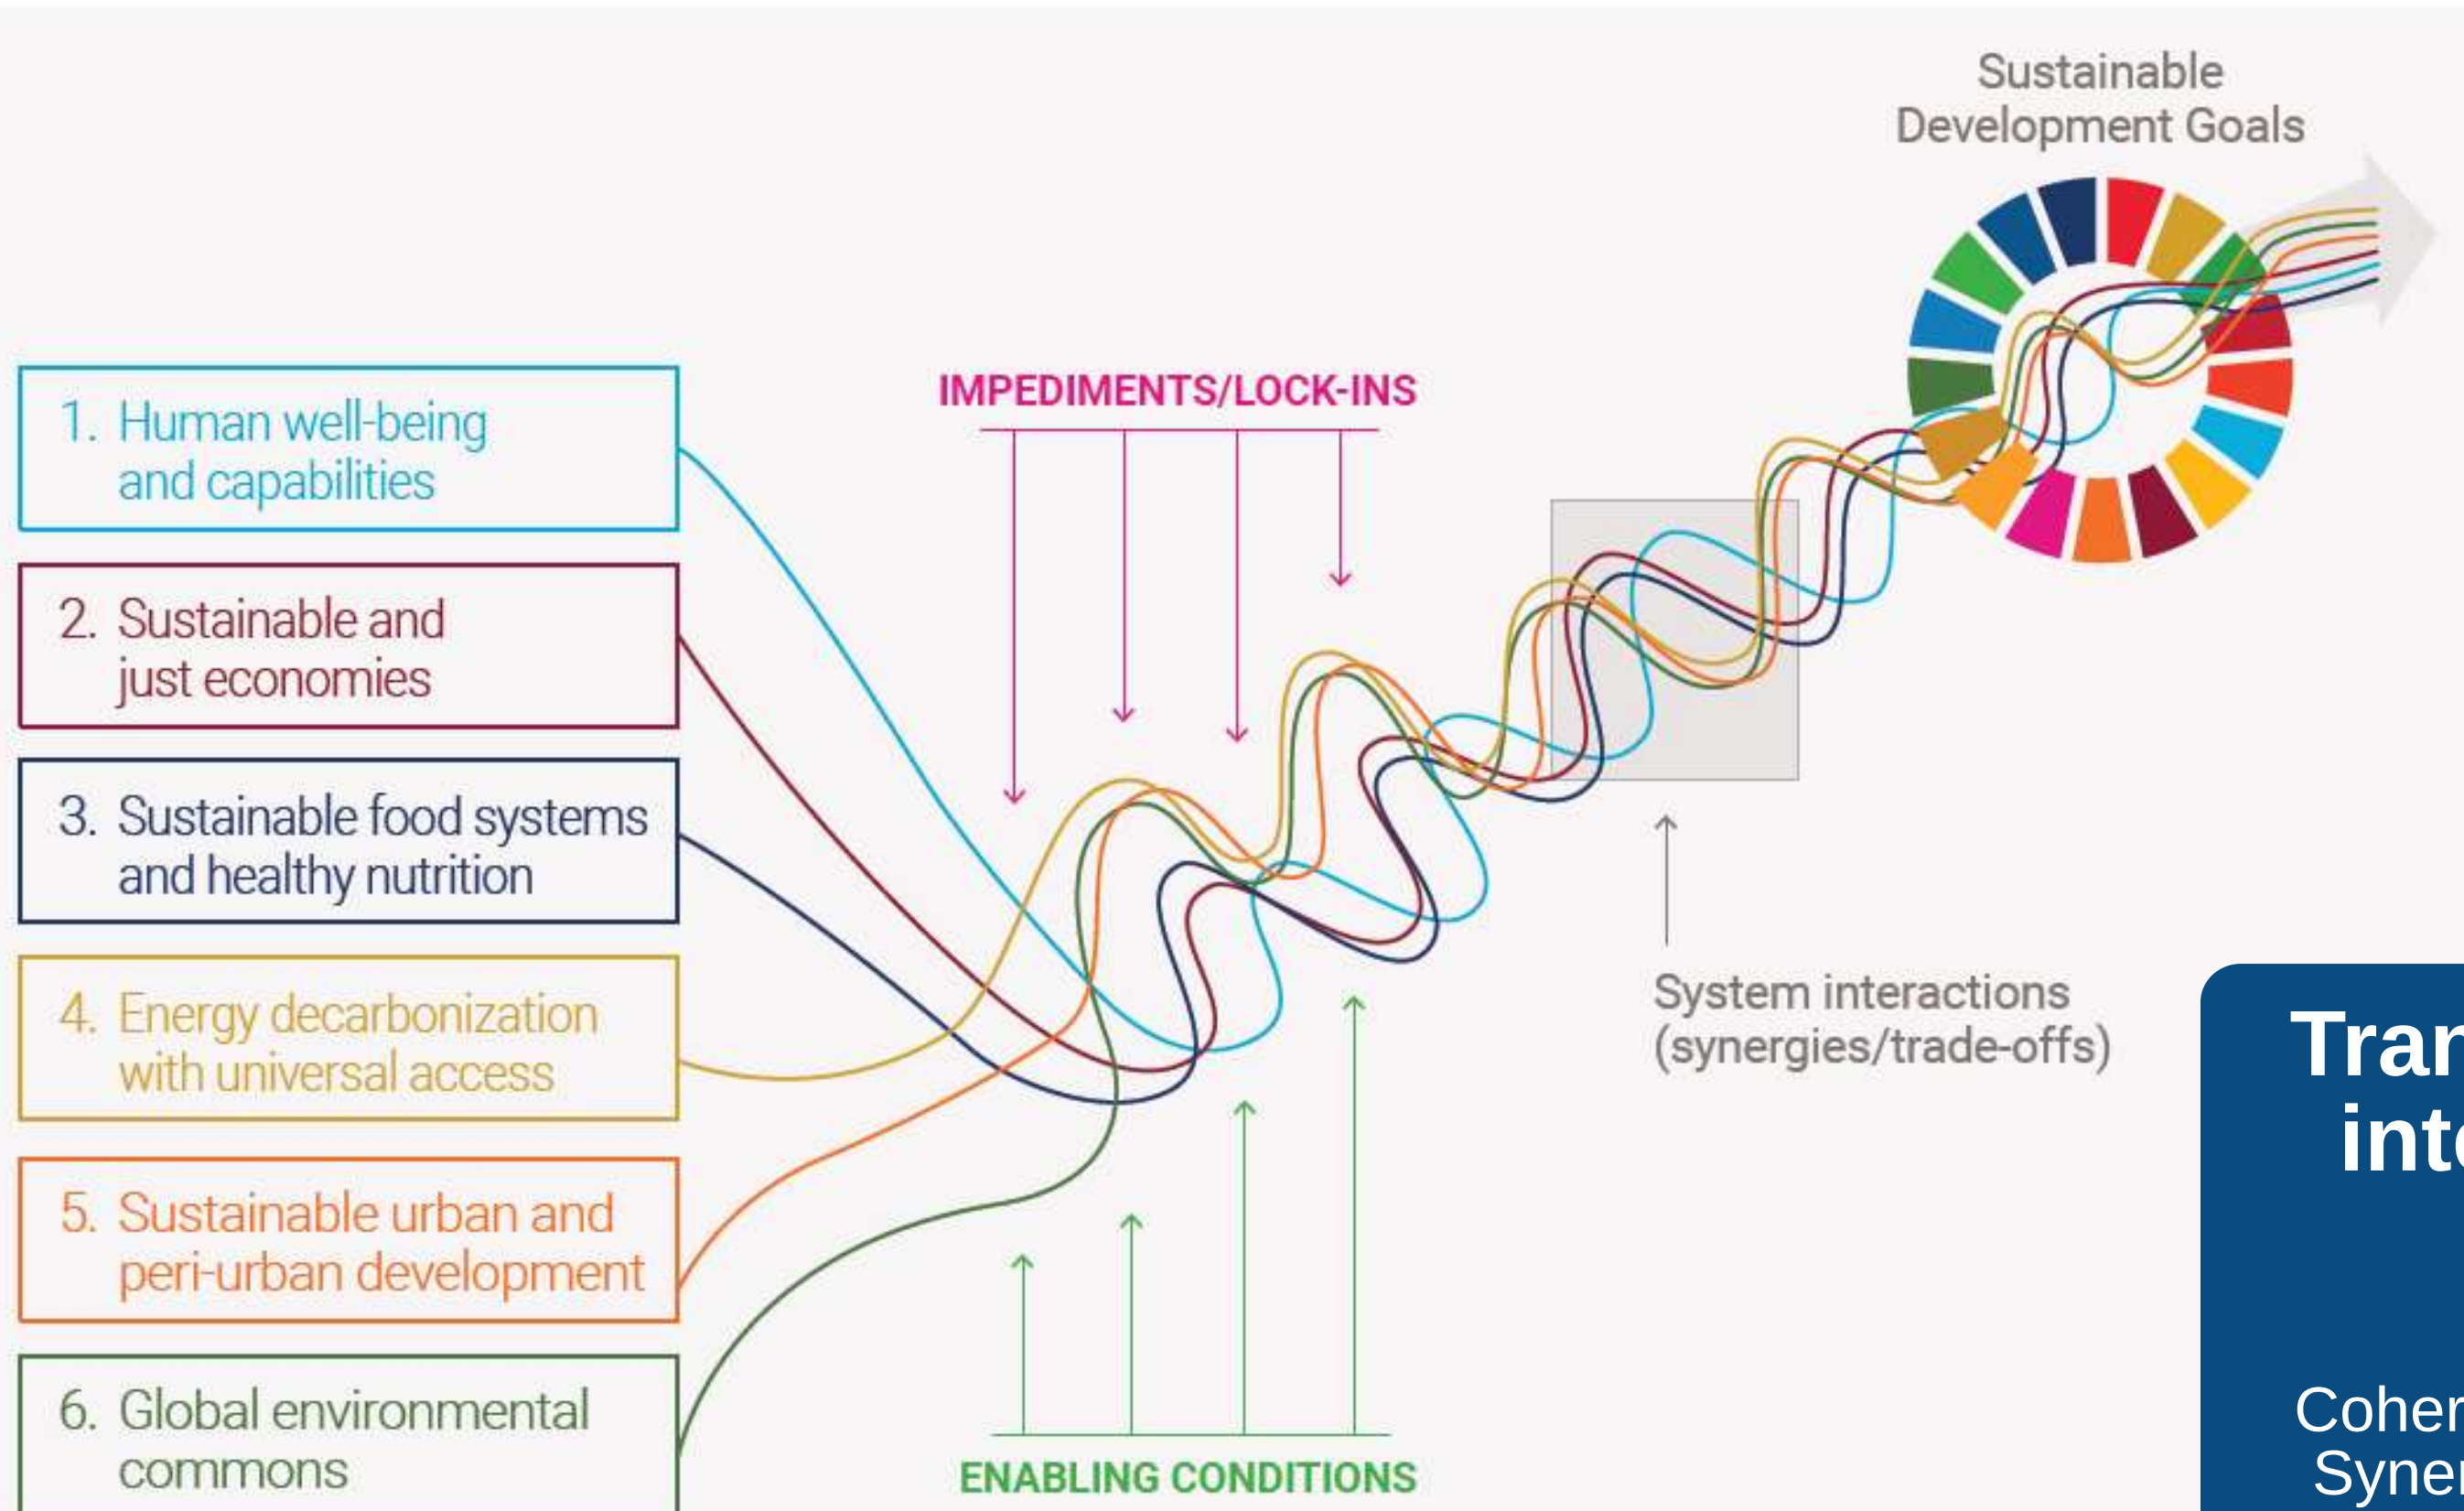 Sustainable
Development Goals
IMPEDIMENTS/LOCK-INS
1. Human well-being
and capabilities
2. Sustainable and
just economies
3. Sustainable food systems
and healthy nutrition
4. Energy decarbonization
with universal access
5. Sustainable urban and
peri-urban development
6. Global environmental
commons
System interactions
(synergies/trade-offs)
ENABLING CONDITIONS